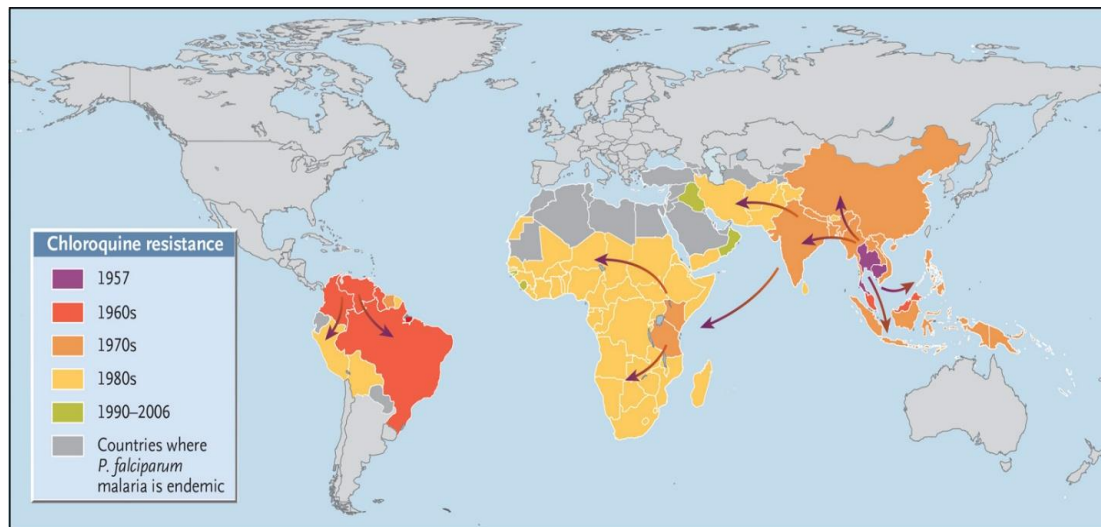 Chloroquine resistance
1957
1960s
1970s
1980s
1990–2006
Countries where
P. falciparum
malaria is endemic